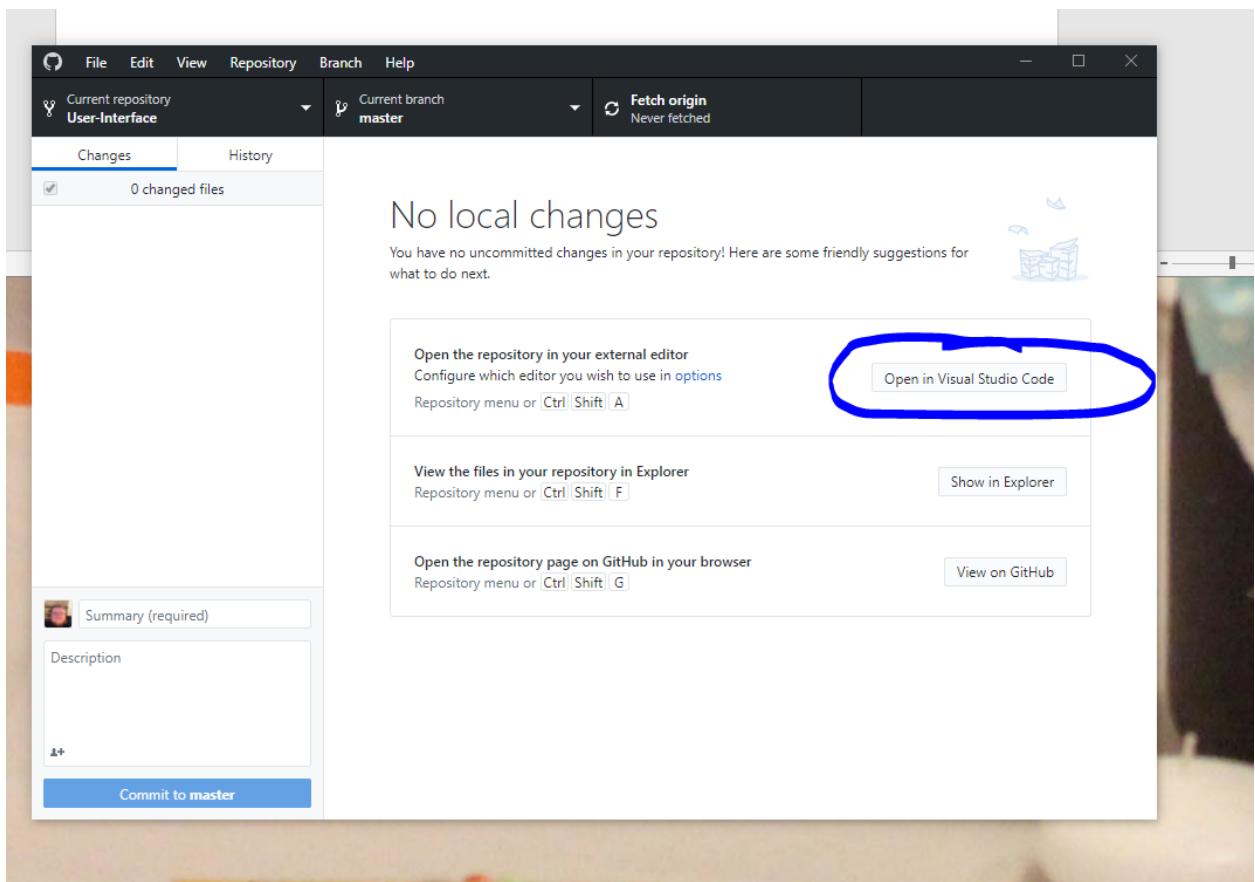 File Edit View Repository Branch Help
Current repository
User-Interface
Current branch
master
Fetch origin
Never fetched
Changes History
0 changed files
No local changes
You have no uncommitted changes in your repository! Here are some friendly suggestions for
what to do next.
Open the repository in your external editor
Configure which editor you wish to use in options
Repository menu or Ctrl Shift A
Open in Visual Studio Code
View the files in your repository in Explorer
Repository menu or Ctrl Shift F
Show in Explorer
Open the repository page on GitHub in your browser
Repository menu or Ctrl Shift G
View on GitHub
Summary (required)
Description
Commit to master